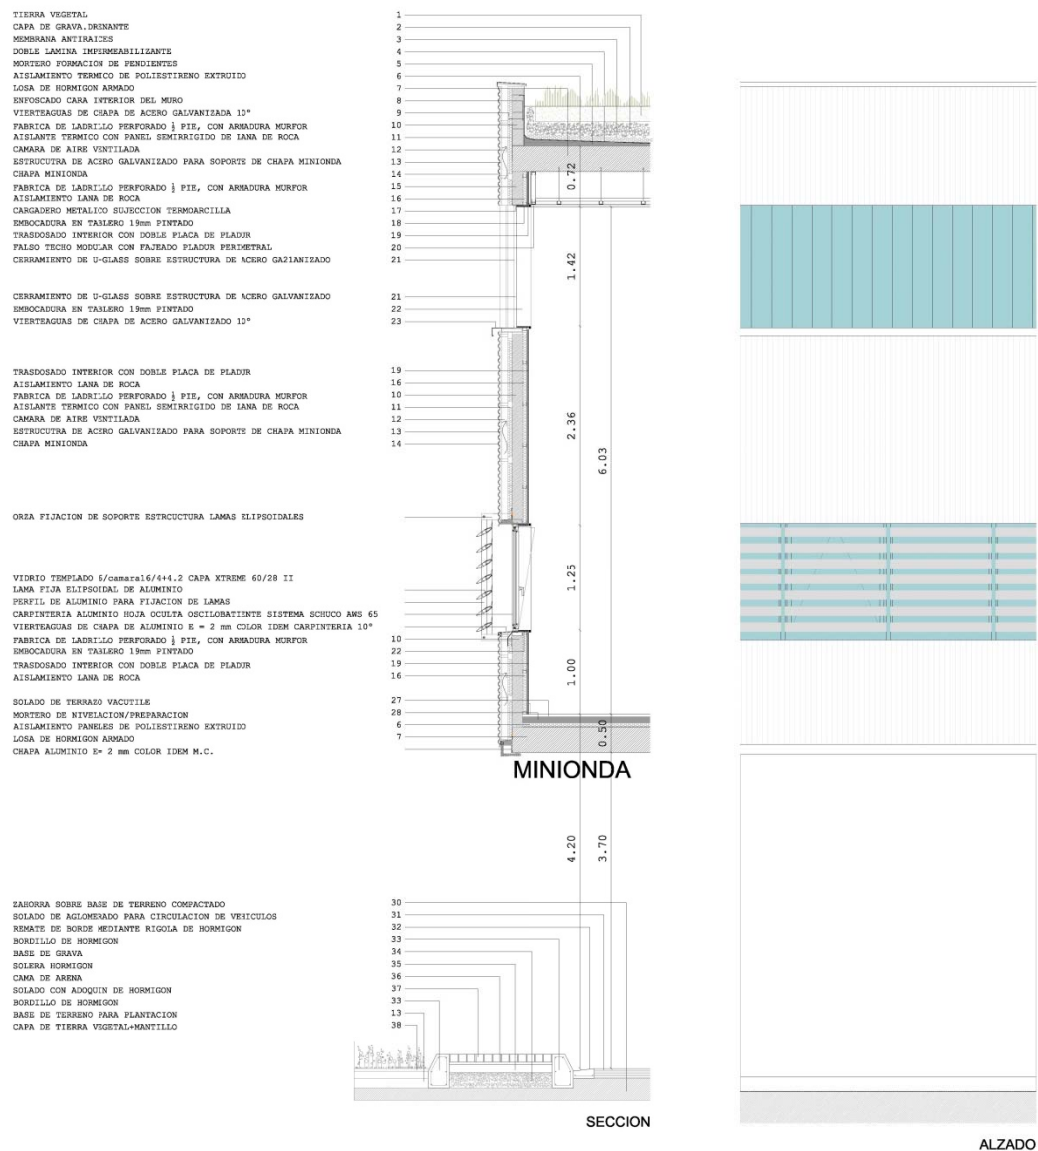 TIERRA VEGETAL 1
CAPA DE GRAVA.DRENANTE 2
MEMBRANA ANTIRAICES 3
DOBLE LAMINA IMPERMEABILIZANTE 4
MORTERO FORMACION DE PENDIENTES 5
AISLAMIENTO TERMICO DE POLIESTIRENO EXTRUIDO 6
LOSA DE HORMIGON ARMADO 7
ENFOSCADO CARA INTERIOR DEL MURO 8
VIERTEAGUAS DE CHAPA DE ACERO GALVANIZADA 10° 9
FABRICA DE LADRILLO PERFORADO ½ PIE, CON ARMADURA MURFOR 10
AISLANTE TERMICO CON PANEL SEMIRRIGIDO DE LANA DE ROCA 11
CAMARA DE AIRE VENTILADA 12
ESTRUCUTRA DE ACERO GALVANIZADO PARA SOPORTE DE CHAPA MINIONDA 13
CHAPA MINIONDA 14
FABRICA DE LADRILLO PERFORADO ½ PIE, CON ARMADURA MURFOR 15
AISLAMIENTO LANA DE ROCA 16
CARGADERO METALICO SUJECCION TERMOARCILLA 17
EMBOCADURA EN TABLERO 19mm PINTADO 18
TRASDOSADO INTERIOR CON DOBLE PLACA DE PLADUR 19
FALSO TECHO MODULAR CON FAJEADO PLADUR PERIMETRAL 20
CERRAMIENTO DE U-GLASS SOBRE ESTRUCTURA DE ACERO GA21ANIZADO 21
0.72
1.42
CERRAMIENTO DE U-GLASS SOBRE ESTRUCTURA DE ACERO GALVANIZADO 21
EMBOCADURA EN TABLERO 19mm PINTADO 22
VIERTEAGUAS DE CHAPA DE ACERO GALVANIZADO 10° 23
TRASDOSADO INTERIOR CON DOBLE PLACA DE PLADUR 19
AISLAMIENTO LANA DE ROCA 16
FABRICA DE LADRILLO PERFORADO ½ PIE, CON ARMADURA MURFOR 10
AISLANTE TERMICO CON PANEL SEMIRRIGIDO DE LANA DE ROCA 11
CAMARA DE AIRE VENTILADA 12
ESTRUCUTRA DE ACERO GALVANIZADO PARA SOPORTE DE CHAPA MINIONDA 13
CHAPA MINIONDA 14
2.36
6.03
ORZA FIJACION DE SOPORTE ESTRCUCTURA LAMAS ELIPSOIDALES
VIDRIO TEMPLADO 6/camara16/4+4.2 CAPA XTREME 60/28 II
LAMA FIJA ELIPSOIDAL DE ALUMINIO
PERFIL DE ALUMINIO PARA FIJACION DE LAMAS
CARPINTERIA ALUMINIO HOJA OCULTA OSCILOBATIENTE SISTEMA SCHUCO AWS 65
VIERTEAGUAS DE CHAPA DE ALUMINIO E = 2 mm COLOR IDEM CARPINTERIA 10°
FABRICA DE LADRILLO PERFORADO ½ PIE, CON ARMADURA MURFOR 10
EMBOCADURA EN TABLERO 19mm PINTADO 22
TRASDOSADO INTERIOR CON DOBLE PLACA DE PLADUR 19
AISLAMIENTO LANA DE ROCA 16
1.25
1.00
SOLADO DE TERRAZO VACUTILE 27
MORTERO DE NIVELACION/PREPARACION 28
AISLAMIENTO PANELES DE POLIESTIRENO EXTRUIDO 6
LOSA DE HORMIGON ARMADO 7
CHAPA ALUMINIO E= 2 mm COLOR IDEM M.C.
0.50
MINIONDA
4.20
3.70
ZAHORRA SOBRE BASE DE TERRENO COMPACTADO 30
SOLADO DE AGLOMERADO PARA CIRCULACION DE VEHICULOS 31
REMATE DE BORDE MEDIANTE RIGOLA DE HORMIGON 32
BORDILLO DE HORMIGON 33
BASE DE GRAVA 34
SOLERA HORMIGON 35
CAMA DE ARENA 36
SOLADO CON ADOQUIN DE HORMIGON 37
BORDILLO DE HORMIGON 33
BASE DE TERRENO PARA PLANTACION 13
CAPA DE TIERRA VEGETAL+MANTILLO 38
SECCION
ALZADO